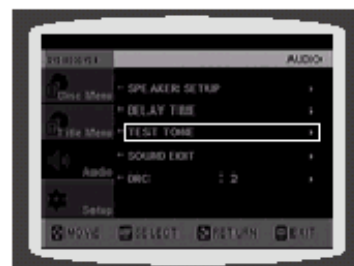 AUDIO
SPEAKER SETUP
Disc Menu
DELAY TIME
Title Menu
TEST TONE
SOUND EDIT
Audio
DRC : 2
Setup
MOVE SELECT RETURN EXIT